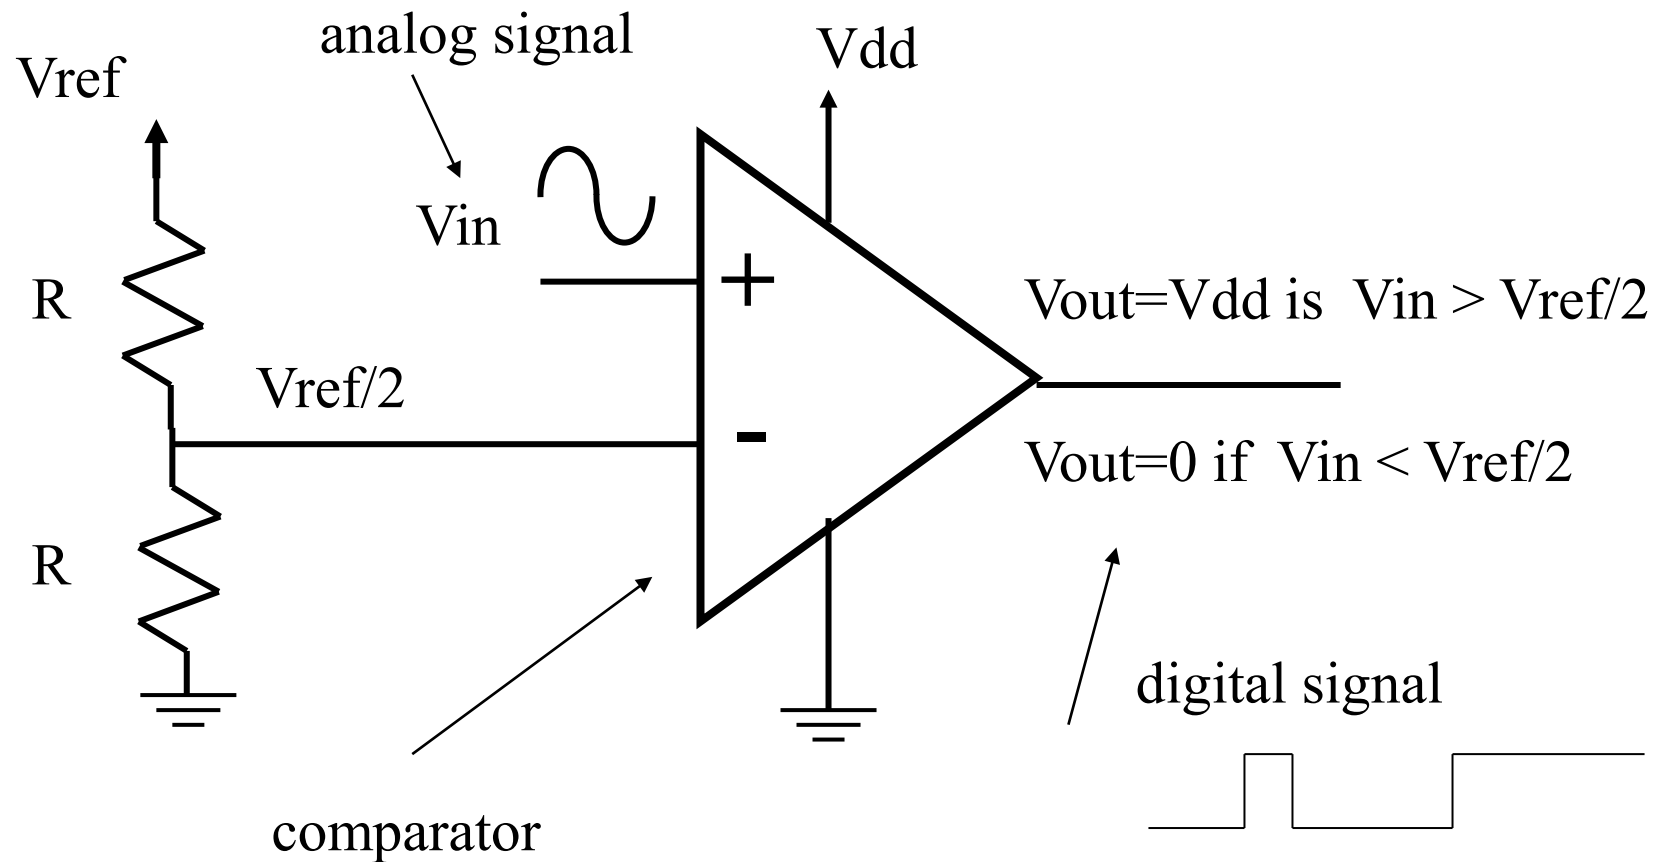 analog signal
Vdd
Vref
Vin
+
R
Vout=Vdd is Vin > Vref/2
Vref/2
-
Vout=0 if Vin < Vref/2
R
digital signal
comparator